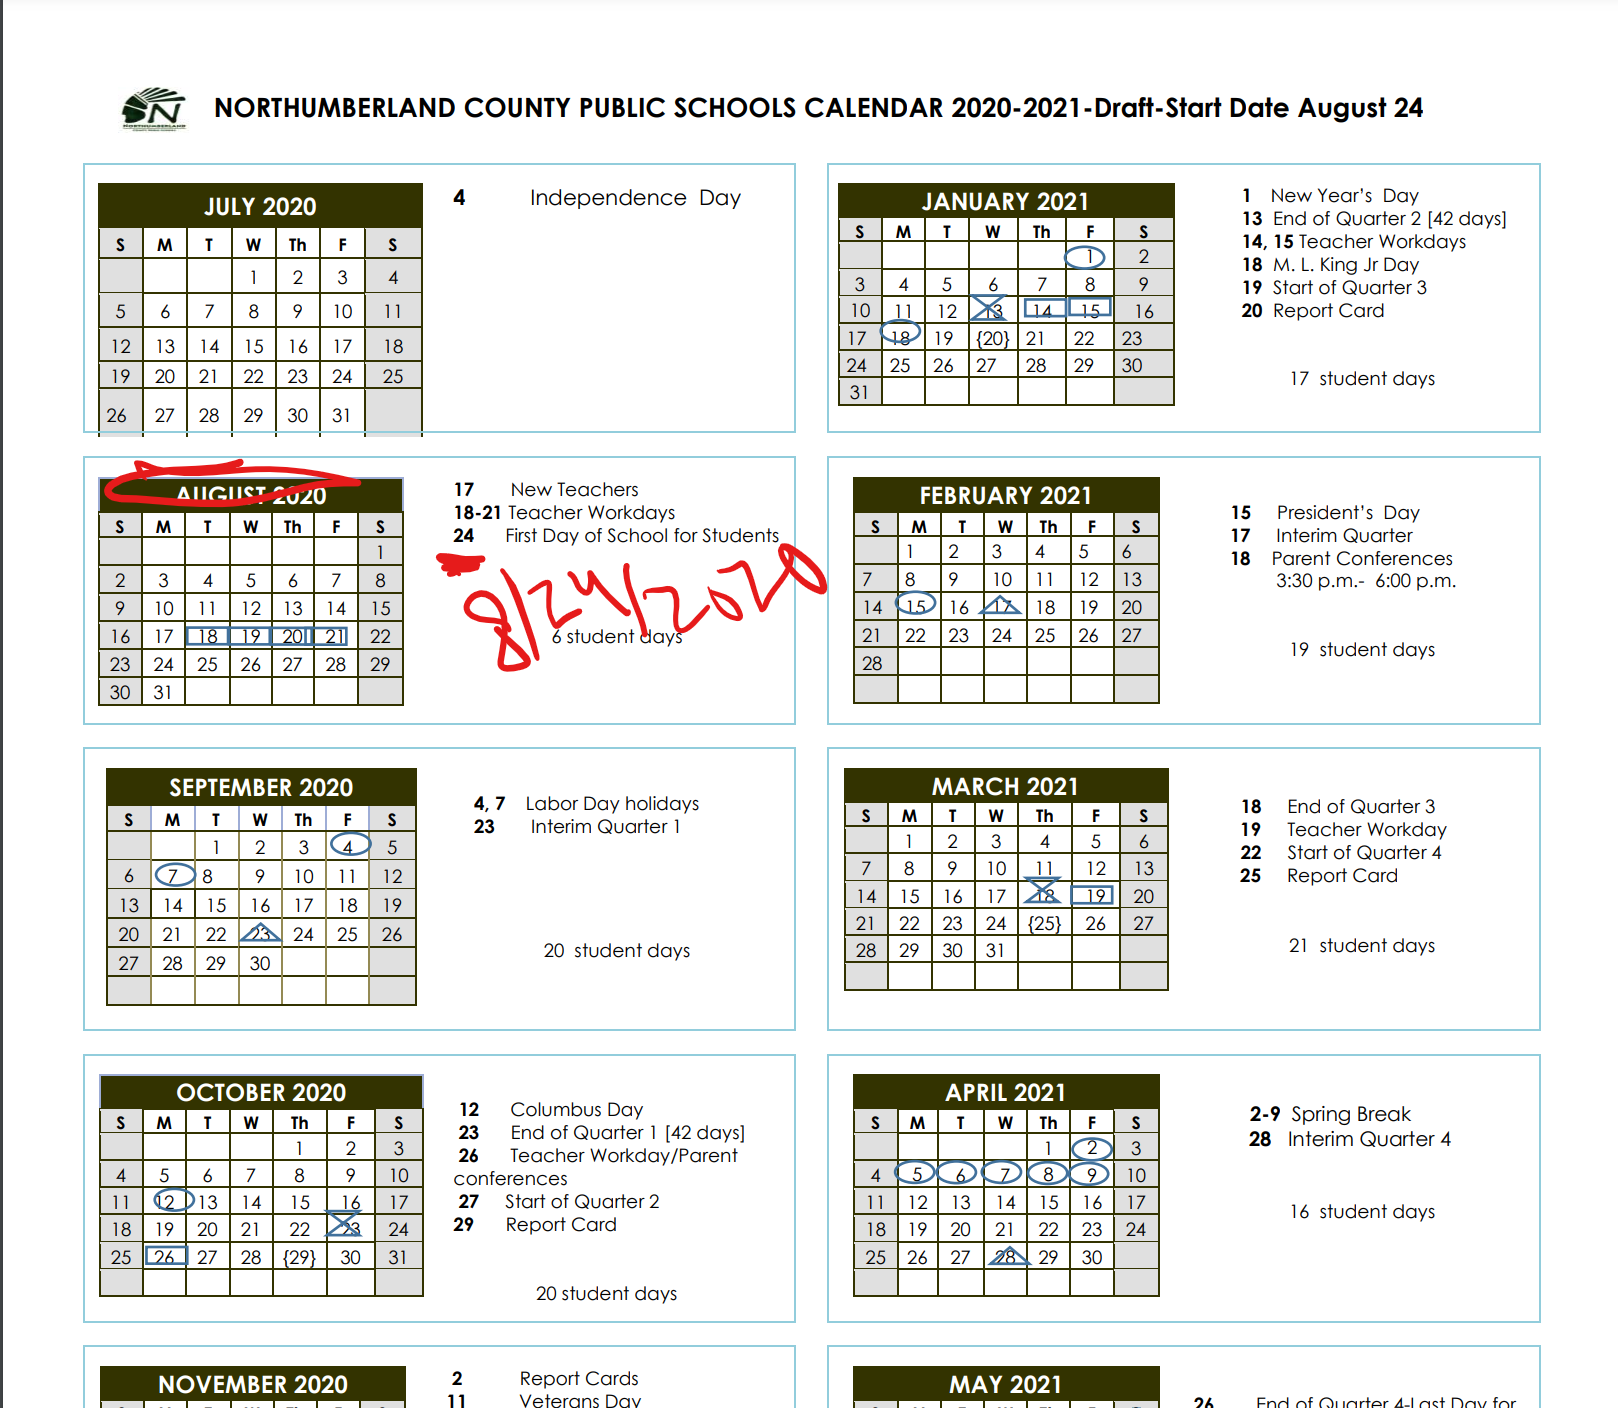 NORTHUMBERLAND COUNTY PUBLIC SCHOOLS CALENDAR 2020-2021-Draft-Start Date August 24
JULY 2020
S M T W Th F S
1 2 3 4
5 6 7 8 9 10 11
12 13 14 15 16 17 18
19 20 21 22 23 24 25
26 27 28 29 30 31
4 Independence Day
JANUARY 2021
S M T W Th F S
1 2
3 4 5 6 7 8 9
10 11 12 13 14 15 16
17 18 19 {20} 21 22 23
24 25 26 27 28 29 30
31
1 New Year's Day
13 End of Quarter 2 [42 days]
14, 15 Teacher Workdays
18 M. L. King Jr Day
19 Start of Quarter 3
20 Report Card
17 student days
AUGUST 2020
S M T W Th F S
1
2 3 4 5 6 7 8
9 10 11 12 13 14 15
16 17 18 19 20 21 22
23 24 25 26 27 28 29
30 31
17 New Teachers
18-21 Teacher Workdays
24 First Day of School for Students
8/24/2020
6 student days
FEBRUARY 2021
S M T W Th F S
1 2 3 4 5 6
7 8 9 10 11 12 13
14 15 16 17 18 19 20
21 22 23 24 25 26 27
28
15 President's Day
17 Interim Quarter
18 Parent Conferences
3:30 p.m.- 6:00 p.m.
19 student days
SEPTEMBER 2020
S M T W Th F S
1 2 3 4 5
6 7 8 9 10 11 12
13 14 15 16 17 18 19
20 21 22 23 24 25 26
27 28 29 30
4, 7 Labor Day holidays
23 Interim Quarter 1
20 student days
MARCH 2021
S M T W Th F S
1 2 3 4 5 6
7 8 9 10 11 12 13
14 15 16 17 18 19 20
21 22 23 24 {25} 26 27
28 29 30 31
18 End of Quarter 3
19 Teacher Workday
22 Start of Quarter 4
25 Report Card
21 student days
OCTOBER 2020
S M T W Th F S
1 2 3
4 5 6 7 8 9 10
11 12 13 14 15 16 17
18 19 20 21 22 23 24
25 26 27 28 {29} 30 31
12 Columbus Day
23 End of Quarter 1 [42 days]
26 Teacher Workday/Parent
conferences
27 Start of Quarter 2
29 Report Card
20 student days
APRIL 2021
S M T W Th F S
1 2 3
4 5 6 7 8 9 10
11 12 13 14 15 16 17
18 19 20 21 22 23 24
25 26 27 28 29 30
2-9 Spring Break
28 Interim Quarter 4
16 student days
NOVEMBER 2020
2 Report Cards
11 Veterans Day
MAY 2021
26 End of Quarter 4-Last Day for